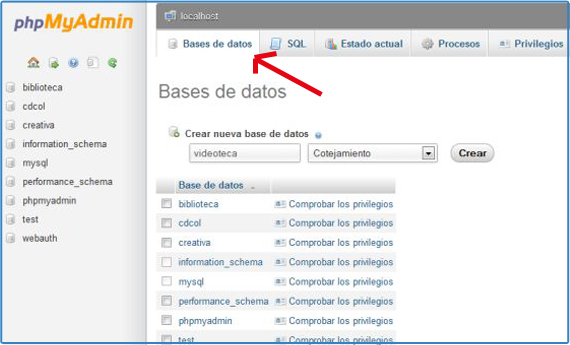 phpMyAdmin
biblioteca
cdcol
creativa
information_schema
mysql
performance_schema
phpmyadmin
test
webauth
localhost
Bases de datos SQL Estado actual Procesos Privilegios
Bases de datos
Crear nueva base de datos
videoteca Cotejamiento Crear
Base de datos
biblioteca Comprobar los privilegios
cdcol Comprobar los privilegios
creativa Comprobar los privilegios
information_schema Comprobar los privilegios
mysql Comprobar los privilegios
performance_schema Comprobar los privilegios
phpmyadmin Comprobar los privilegios
test Comprobar los privilegios